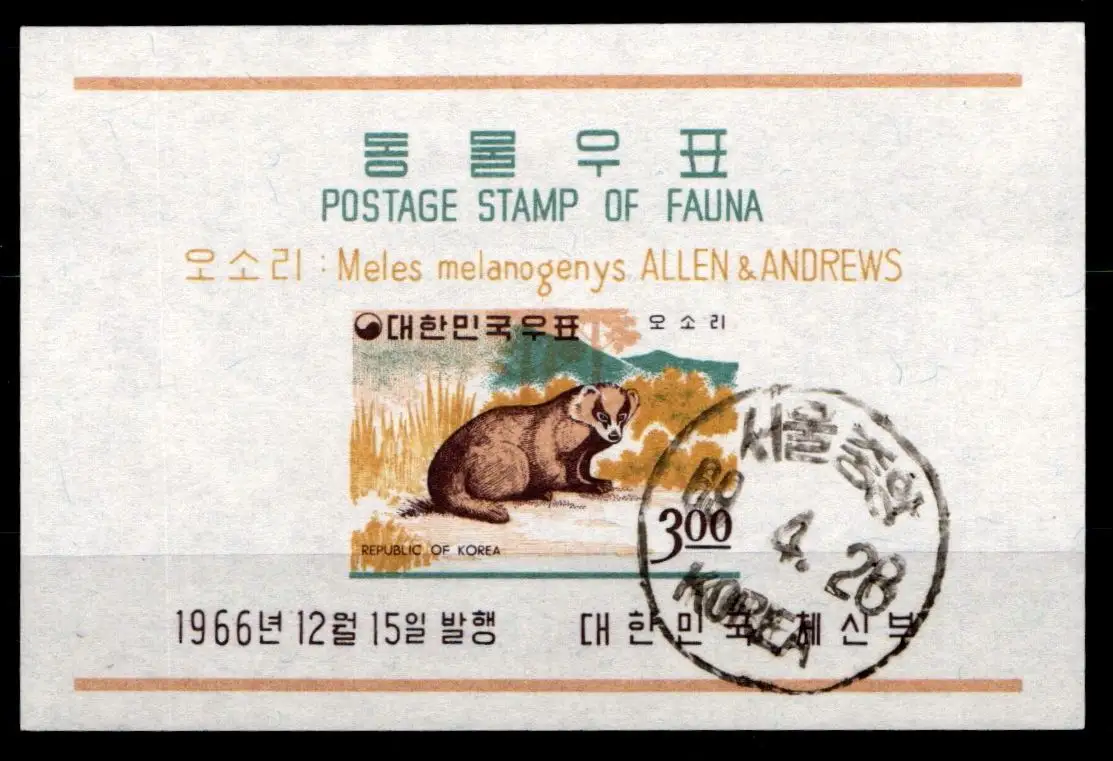 동물우표
POSTAGE STAMP OF FAUNA
오소리 : Meles melanogenys ALLEN & ANDREWS
대한민국우표 오소리
REPUBLIC OF KOREA
3.00
서울중앙
69
4. 28
KOREA
1966년 12월 15일 발행 대한민국 체신부